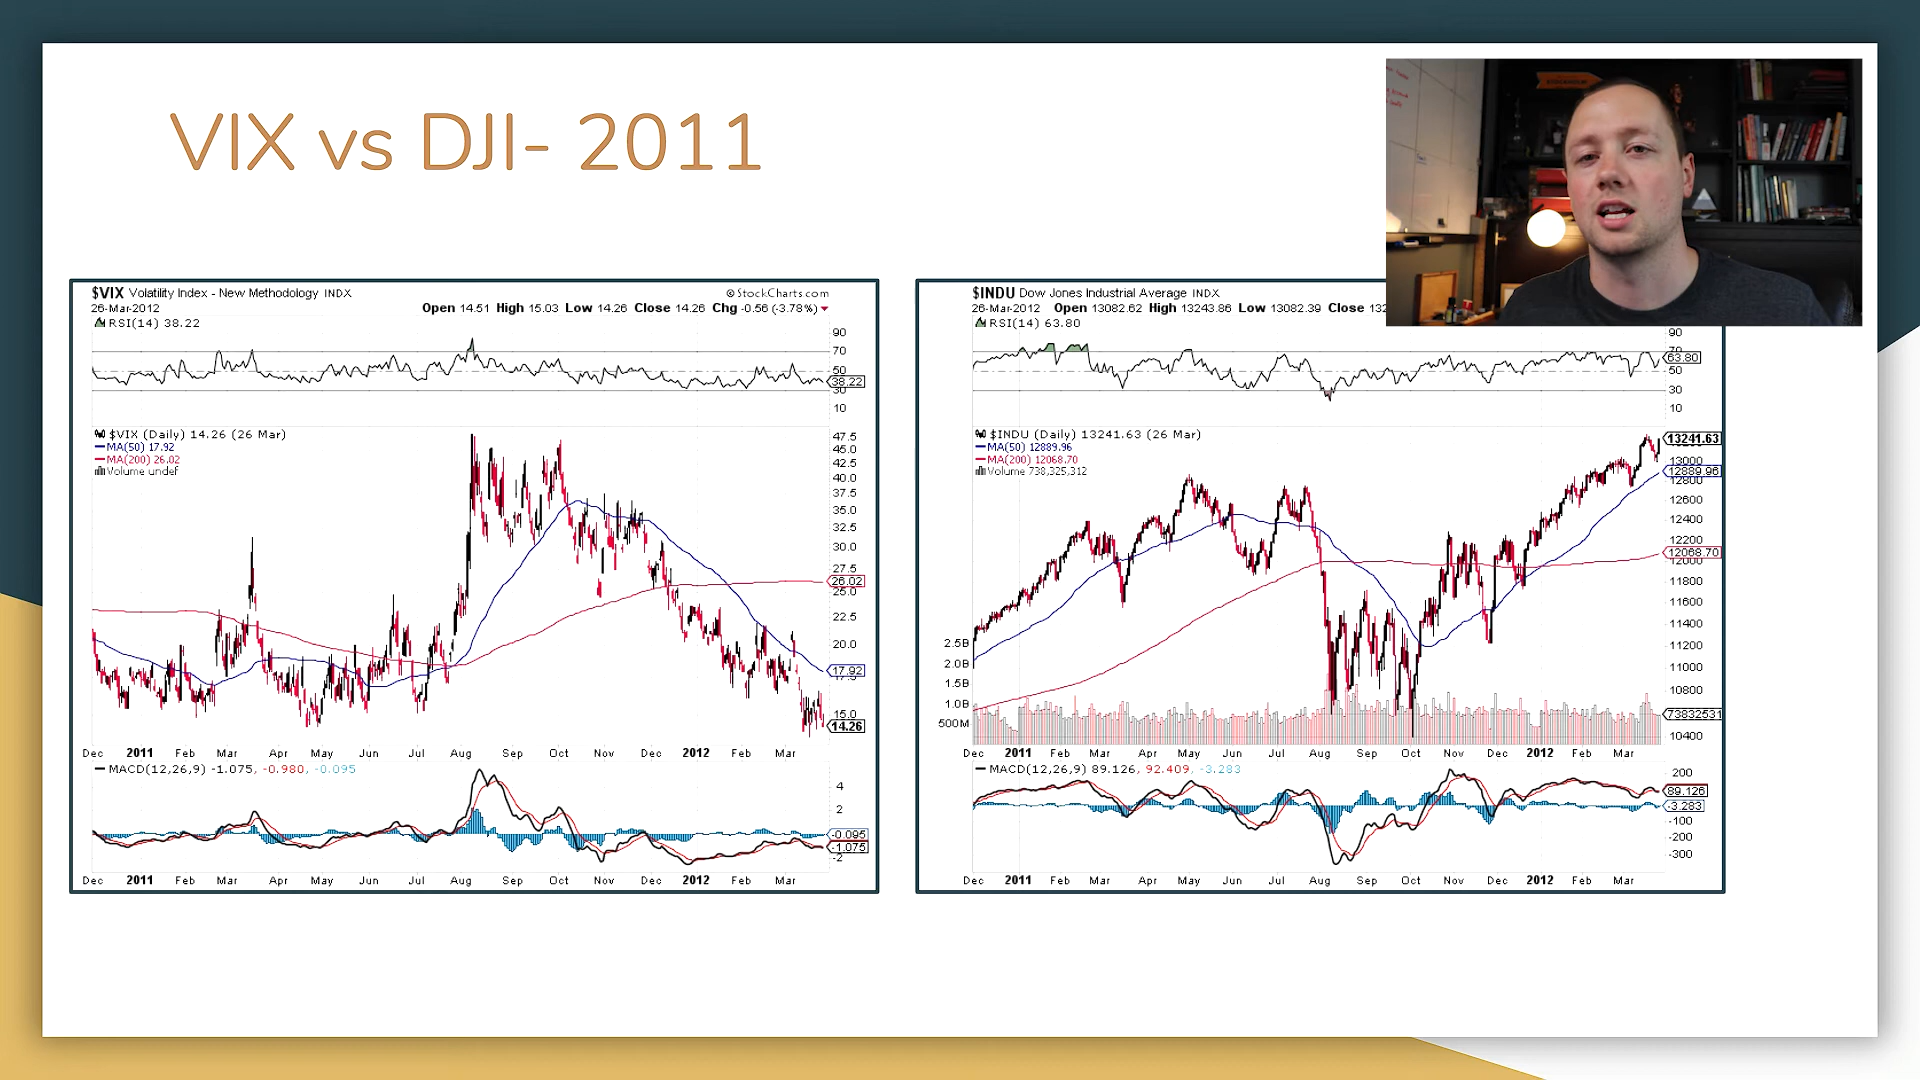 VIX vs DJI- 2011
$VIX Volatility Index - New Methodology INDX
© StockCharts.com
26-Mar-2012 Open 14.51 High 15.03 Low 14.26 Close 14.26 Chg -0.56 (-3.78%)
RSI(14) 38.22
90
70
50
38.22
30
10
$VIX (Daily) 14.26 (26 Mar)
MA(50) 17.92
MA(200) 26.02
Volume undef
47.5
45.0
42.5
40.0
37.5
35.0
32.5
30.0
27.5
26.02
25.0
22.5
20.0
17.92
17.5
15.0
14.26
Dec 2011 Feb Mar Apr May Jun Jul Aug Sep Oct Nov Dec 2012 Feb Mar
MACD(12,26,9) -1.075, -0.980, -0.095
4
2
-0.095
-1.075
-2
Dec 2011 Feb Mar Apr May Jun Jul Aug Sep Oct Nov Dec 2012 Feb Mar
$INDU Dow Jones Industrial Average INDX
26-Mar-2012 Open 13082.62 High 13243.86 Low 13082.39 Close 132
RSI(14) 63.80
90
70
63.80
50
30
10
$INDU (Daily) 13241.63 (26 Mar)
MA(50) 12889.96
MA(200) 12068.70
Volume 738,325,312
13241.63
13000
12889.96
12800
12600
12400
12200
12068.70
12000
11800
11600
11400
11200
11000
10800
73832531
10400
2.5B
2.0B
1.5B
1.0B
500M
Dec 2011 Feb Mar Apr May Jun Jul Aug Sep Oct Nov Dec 2012 Feb Mar
MACD(12,26,9) 89.126, 92.409, -3.283
200
89.126
-3.283
-100
-200
-300
Dec 2011 Feb Mar Apr May Jun Jul Aug Sep Oct Nov Dec 2012 Feb Mar